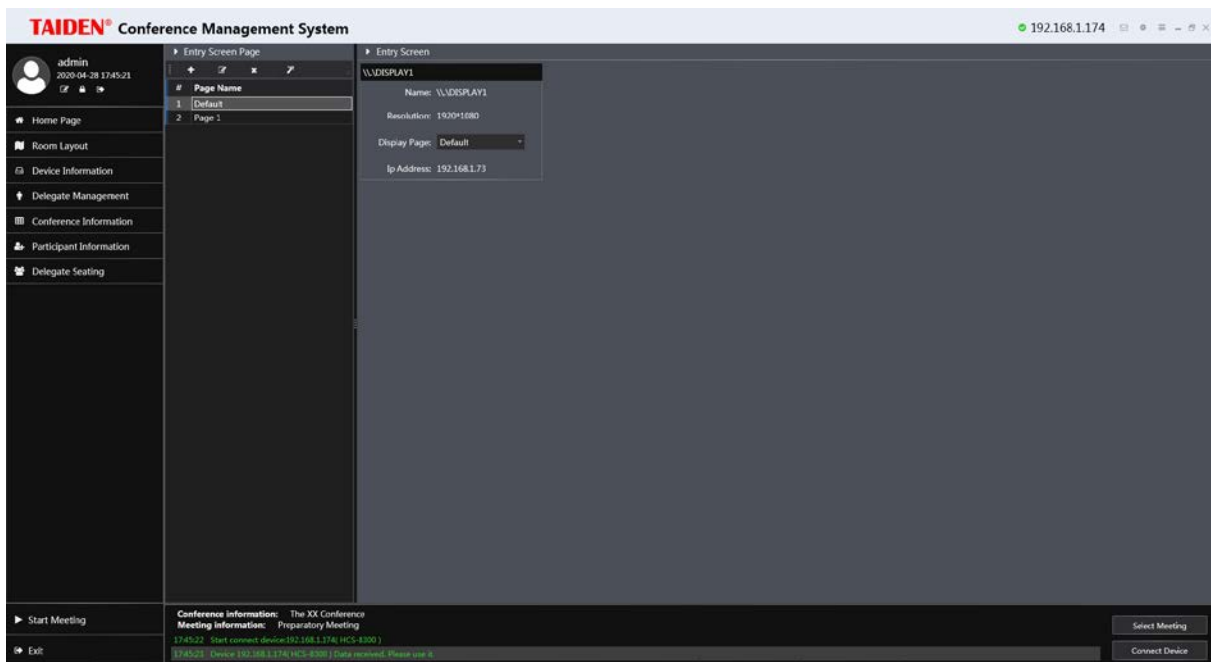 TAIDEN® Conference Management System
192.168.1.174
admin
2020-04-28 17:45:21
Home Page
Room Layout
Device Information
Delegate Management
Conference Information
Participant Information
Delegate Seating
Start Meeting
Exit
Entry Screen Page
# Page Name
1 Default
2 Page 1
Entry Screen
\\.\DISPLAY1
Name: \\.\DISPLAY1
Resolution: 1920*1080
Display Page: Default
Ip Address: 192.168.1.73
Conference information: The XX Conference
Meeting information: Preparatory Meeting
17:45:22 Start connect device:192.168.1.174( HCS-8300 )
17:45:23 Device 192.168.1.174( HCS-8300 ) Data received. Please use it
Select Meeting
Connect Device